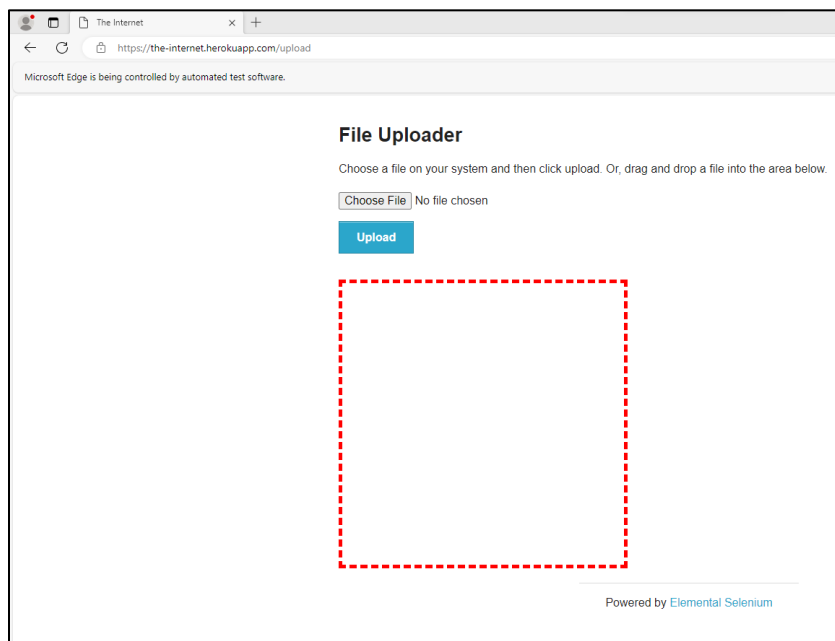 The Internet
https://the-internet.herokuapp.com/upload
Microsoft Edge is being controlled by automated test software.
File Uploader
Choose a file on your system and then click upload. Or, drag and drop a file into the area below.
Choose File No file chosen
Upload
Powered by Elemental Selenium